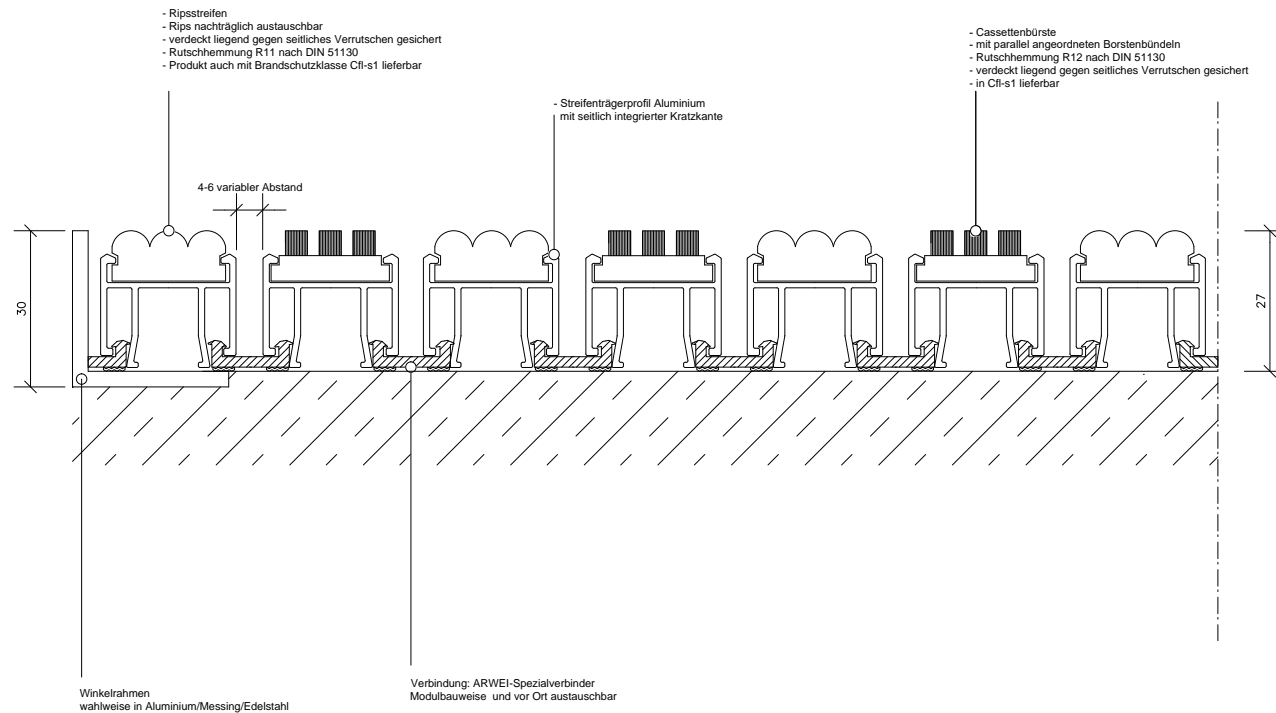 - Ripsstreifen
- Rips nachträglich austauschbar
- verdeckt liegend gegen seitliches Verrutschen gesichert
- Rutschhemmung R11 nach DIN 51130
- Produkt auch mit Brandschutzklasse Cfl-s1 lieferbar
- Cassettenbürste
- mit parallel angeordneten Borstenbündeln
- Rutschhemmung R12 nach DIN 51130
- verdeckt liegend gegen seitliches Verrutschen gesichert
- in Cfl-s1 lieferbar
- Streifenträgerprofil Aluminium
mit seitlich integrierter Kratzkante
4-6 variabler Abstand
30
27
Winkelrahmen
wahlweise in Aluminium/Messing/Edelstahl
Verbindung: ARWEI-Spezialverbinder
Modulbauweise und vor Ort austauschbar